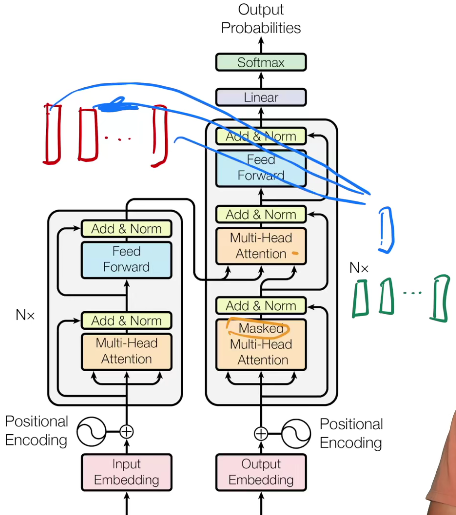 Output
Probabilities
Softmax
Linear
Add & Norm
Feed
Forward
Add & Norm
Multi-Head
Attention
Add & Norm
Masked
Multi-Head
Attention
Nx
Positional
Encoding
Output
Embedding
Add & Norm
Feed
Forward
Add & Norm
Multi-Head
Attention
N×
Positional
Encoding
Input
Embedding